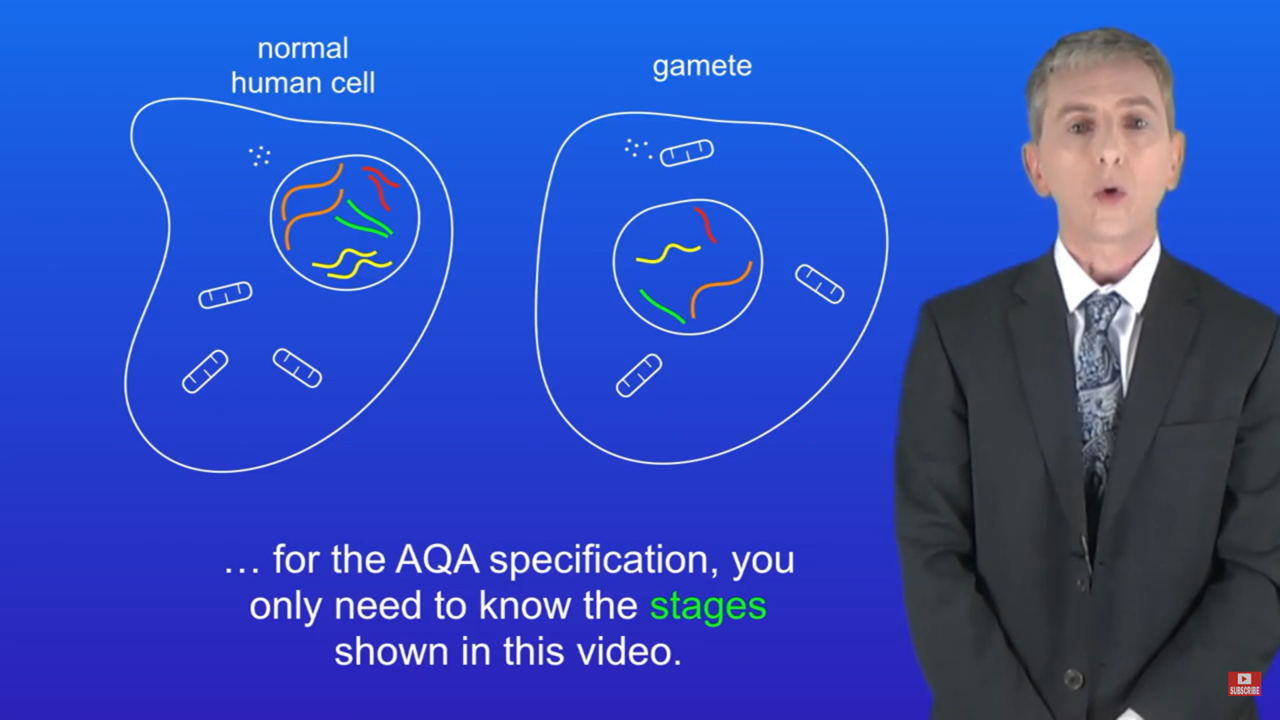 normal
human cell
gamete
... for the AQA specification, you
only need to know the stages
shown in this video.
SUBSCRIBE